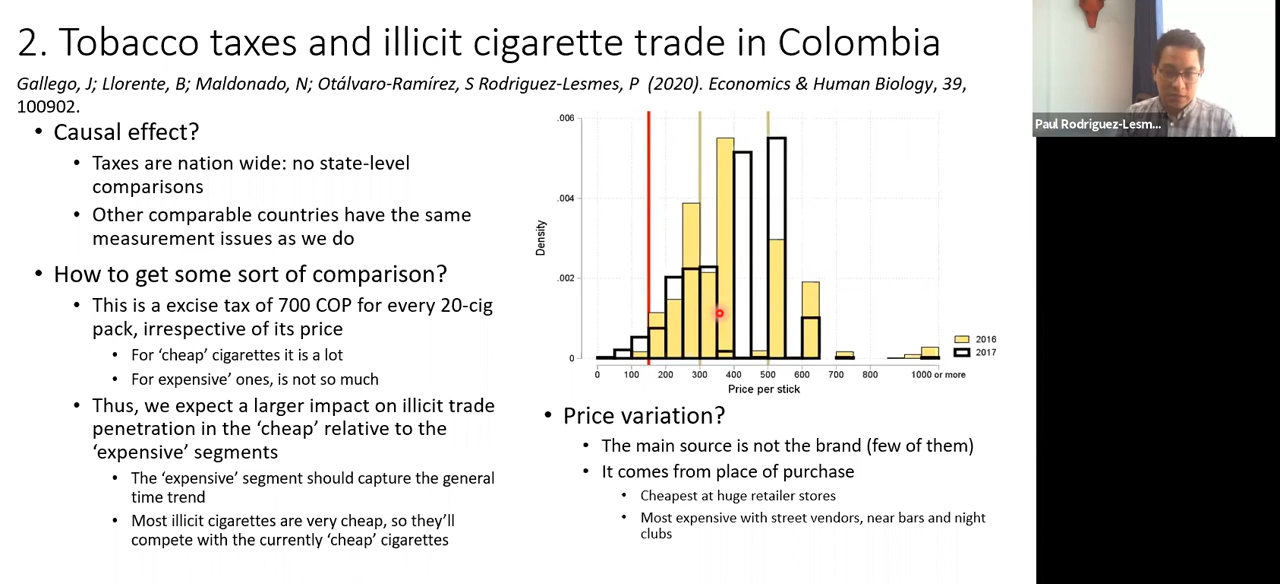 2. Tobacco taxes and illicit cigarette trade in Colombia
Gallego, J; Llorente, B; Maldonado, N; Otálvaro-Ramírez, S Rodriguez-Lesmes, P (2020). Economics & Human Biology, 39,
100902.
• Causal effect?
• Taxes are nation wide: no state-level
comparisons
• Other comparable countries have the same
measurement issues as we do
• How to get some sort of comparison?
• This is a excise tax of 700 COP for every 20-cig
pack, irrespective of its price
• For ‘cheap’ cigarettes it is a lot
• For expensive’ ones, is not so much
• Thus, we expect a larger impact on illicit trade
penetration in the ‘cheap’ relative to the
‘expensive’ segments
• The ‘expensive’ segment should capture the general
time trend
• Most illicit cigarettes are very cheap, so they’ll
compete with the currently ‘cheap’ cigarettes
.006
.004
.002
0
Density
0 100 200 300 400 500 600 700 800 1000 or more
Price per stick
2016
2017
• Price variation?
• The main source is not the brand (few of them)
• It comes from place of purchase
• Cheapest at huge retailer stores
• Most expensive with street vendors, near bars and night
clubs
Paul Rodriguez-Lesm...